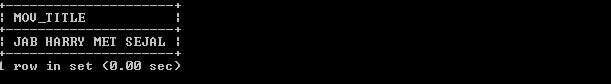 +----------------------+
| MOV_TITLE            |
+----------------------+
| JAB HARRY MET SEJAL |
+----------------------+
1 row in set (0.00 sec)